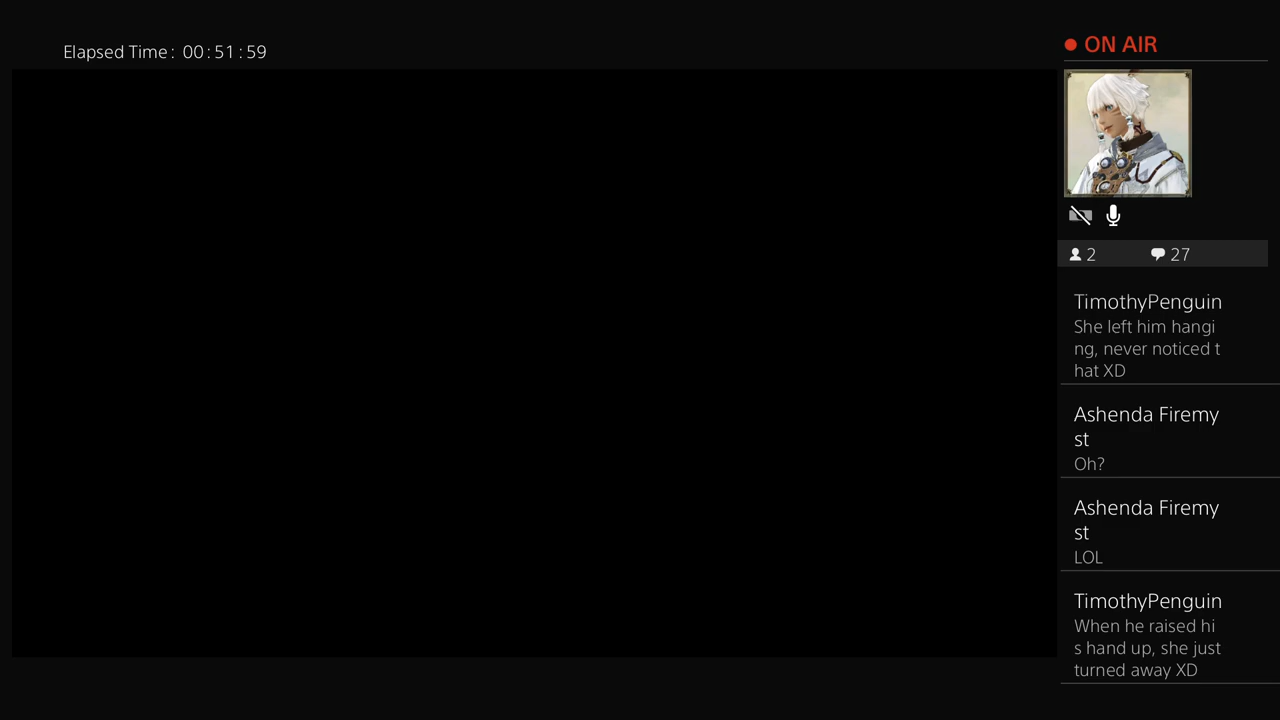 Elapsed Time: 00:51:59
ON AIR
2 27
TimothyPenguin
She left him hangi
ng, never noticed t
hat XD
Ashenda Firemy
st
Oh?
Ashenda Firemy
st
LOL
TimothyPenguin
When he raised hi
s hand up, she just
turned away XD